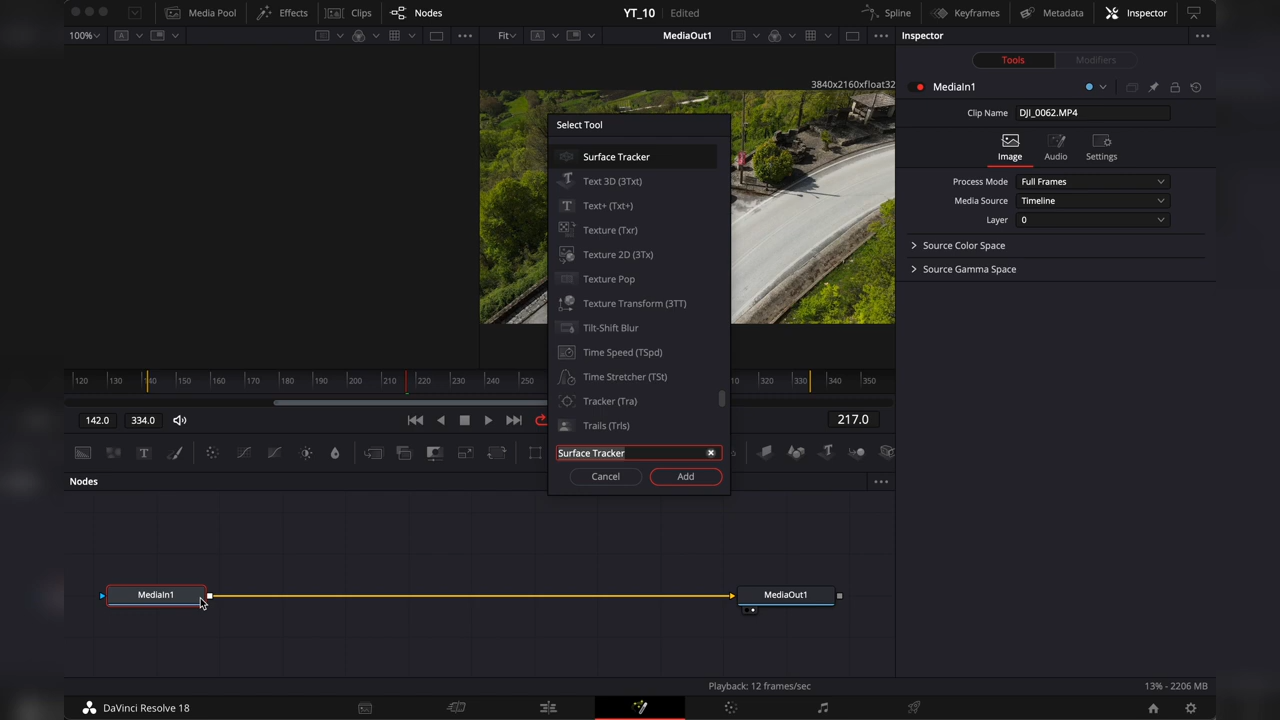 Media Pool
Effects
Clips
Nodes
YT_10
Edited
Spline
Keyframes
Metadata
Inspector
100%
Fit
MediaOut1
Inspector
Tools
Modifiers
3840x2160xfloat32
MediaIn1
Clip Name
DJI_0062.MP4
Image
Audio
Settings
Process Mode
Full Frames
Media Source
Timeline
Layer
0
Source Color Space
Source Gamma Space
Select Tool
Surface Tracker
Text 3D (3Txt)
Text+ (Txt+)
Texture (Txr)
Texture 2D (3Tx)
Texture Pop
Texture Transform (3TT)
Tilt-Shift Blur
Time Speed (TSpd)
Time Stretcher (TSt)
Tracker (Tra)
Trails (Trls)
Surface Tracker
Cancel
Add
120 130 140 150 160 170 180 190 200 210 220 230 240 250 320 330 340 350
142.0
334.0
217.0
Nodes
MediaIn1
MediaOut1
Playback: 12 frames/sec
13% - 2206 MB
DaVinci Resolve 18